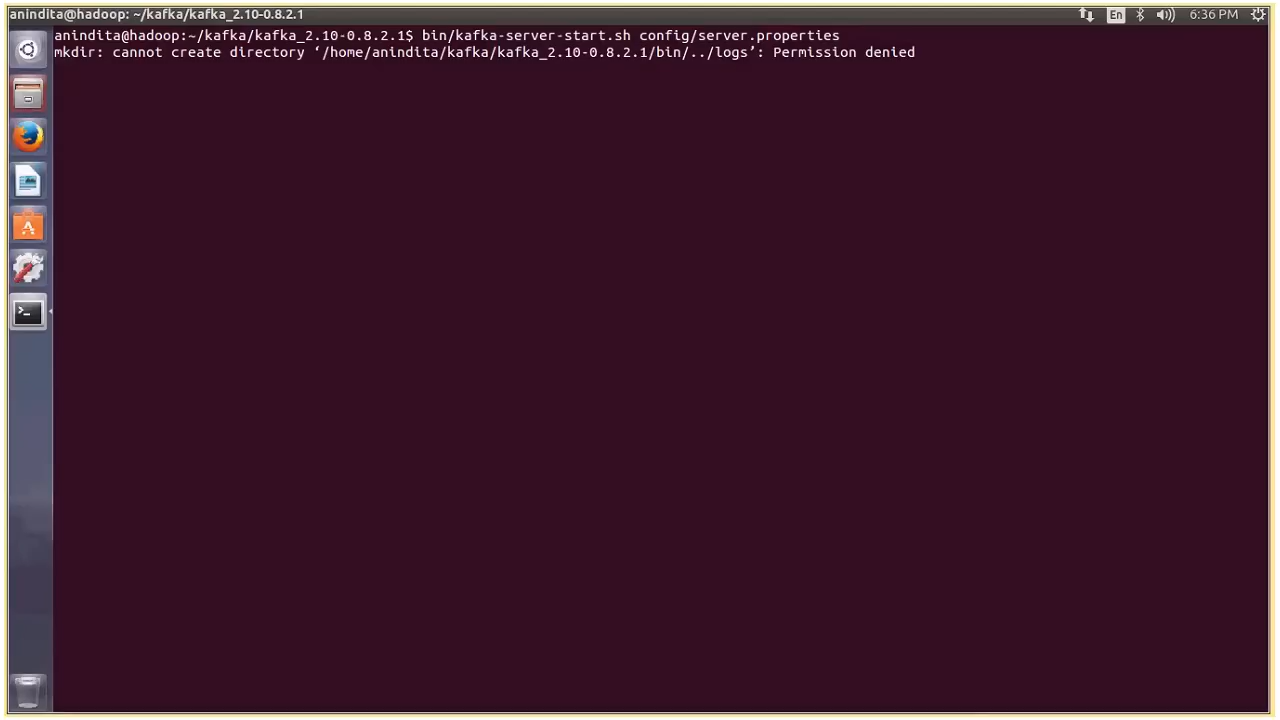 anindita@hadoop: ~/kafka/kafka_2.10-0.8.2.1
En
6:36 PM
anindita@hadoop:~/kafka/kafka_2.10-0.8.2.1$ bin/kafka-server-start.sh config/server.properties
mkdir: cannot create directory ‘/home/anindita/kafka/kafka_2.10-0.8.2.1/bin/../logs’: Permission denied